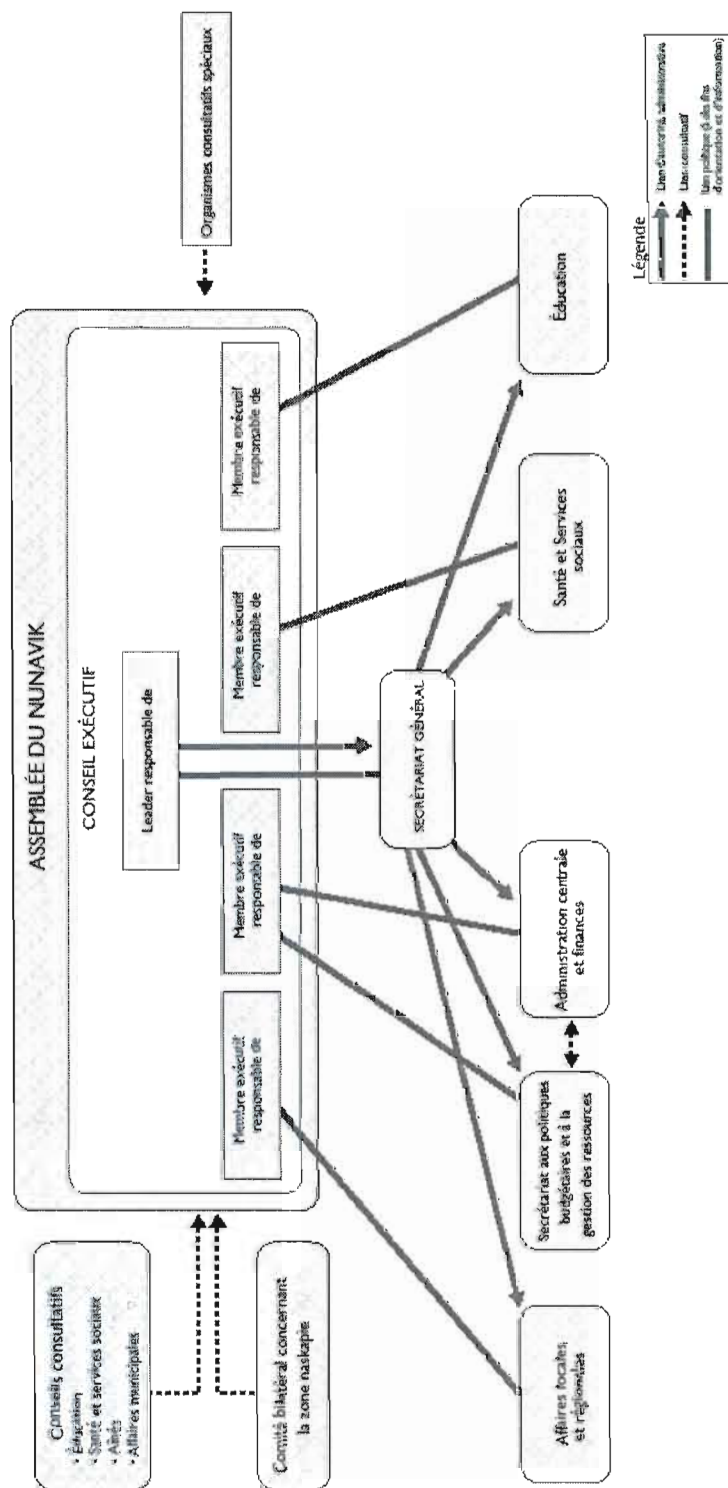 ASSEMBLÉE DU NUNAVIK
CONSEIL EXÉCUTIF
Leader responsable de
Membre exécutif
responsable de
Membre exécutif
responsable de
Membre exécutif
responsable de
Membre exécutif
responsable de
Organismes consultatifs spéciaux
Conseils consultatifs
• Éducation
• Santé et services sociaux
• Aînés
• Affaires municipales
Comité bilatéral concernant
la zone naskapie
SECRÉTARIAT GÉNÉRAL
Affaires locales
et régionales
Secrétariat aux politiques
budgétaires et à la
gestion des ressources
Administration centrale
et finances
Santé et Services
sociaux
Éducation
Légende
Lien d'autorité administrative
Lien consultatif
Lien politique (à des fins
d'orientation et d'information)